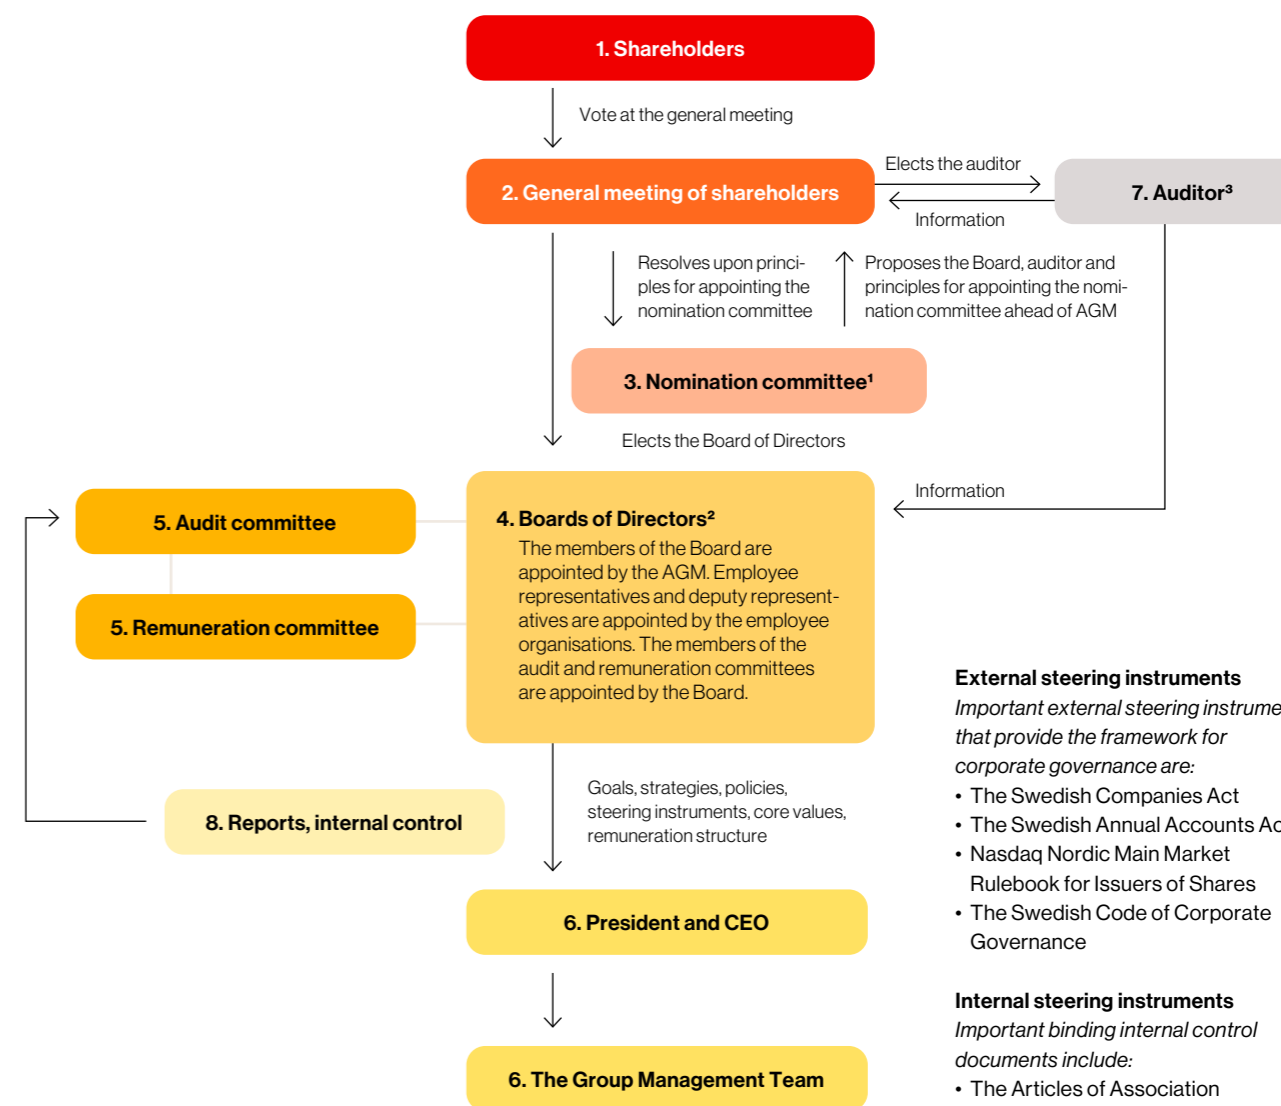 1. Shareholders
Vote at the general meeting
2. General meeting of shareholders
Elects the auditor
Information
7. Auditor³
Resolves upon princi-
ples for appointing the
nomination committee
Proposes the Board, auditor and
principles for appointing the nomi-
nation committee ahead of AGM
3. Nomination committee¹
Elects the Board of Directors
Information
5. Audit committee
5. Remuneration committee
4. Boards of Directors²
The members of the Board are
appointed by the AGM. Employee
representatives and deputy represent-
atives are appointed by the employee
organisations. The members of the
audit and remuneration committees
are appointed by the Board.
8. Reports, internal control
Goals, strategies, policies,
steering instruments, core values,
remuneration structure
6. President and CEO
6. The Group Management Team
External steering instruments
Important external steering
that provide the framework for
corporate governance are:
• The Swedish Companies Act
• The Swedish Annual Accounts
• Nasdaq Nordic Main Market
Rulebook for Issuers of Shares
• The Swedish Code of Corporate
Governance
Internal steering instruments
Important binding internal control
documents include:
• The Articles of Association